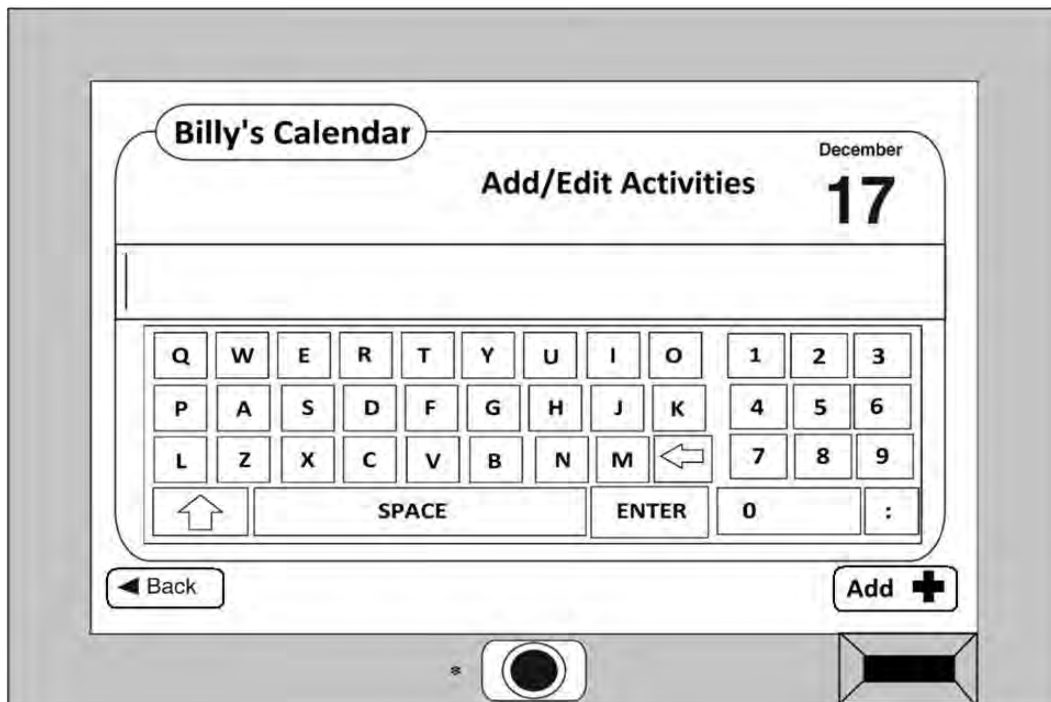 Billy's Calendar
December
Add/Edit Activities
17
Q W E R T Y U I O 1 2 3
P A S D F G H J K 4 5 6
L Z X C V B N M 7 8 9
SPACE ENTER 0 :
Back
Add